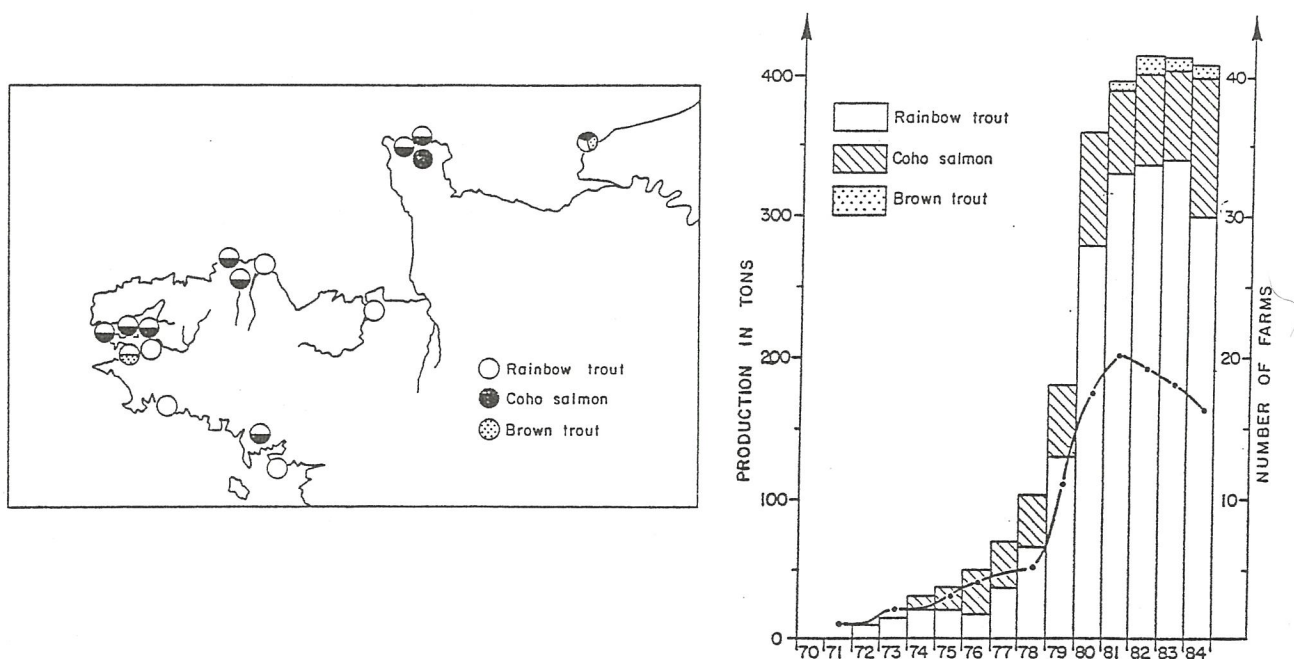 Rainbow trout
Coho salmon
Brown trout
PRODUCTION IN TONS
400
300
200
100
0
Rainbow trout
Coho salmon
Brown trout
40
30
20
10
NUMBER OF FARMS
'70 '71 '72 '73 '74 '75 '76 '77 '78 '79 '80 '81 '82 '83 '84